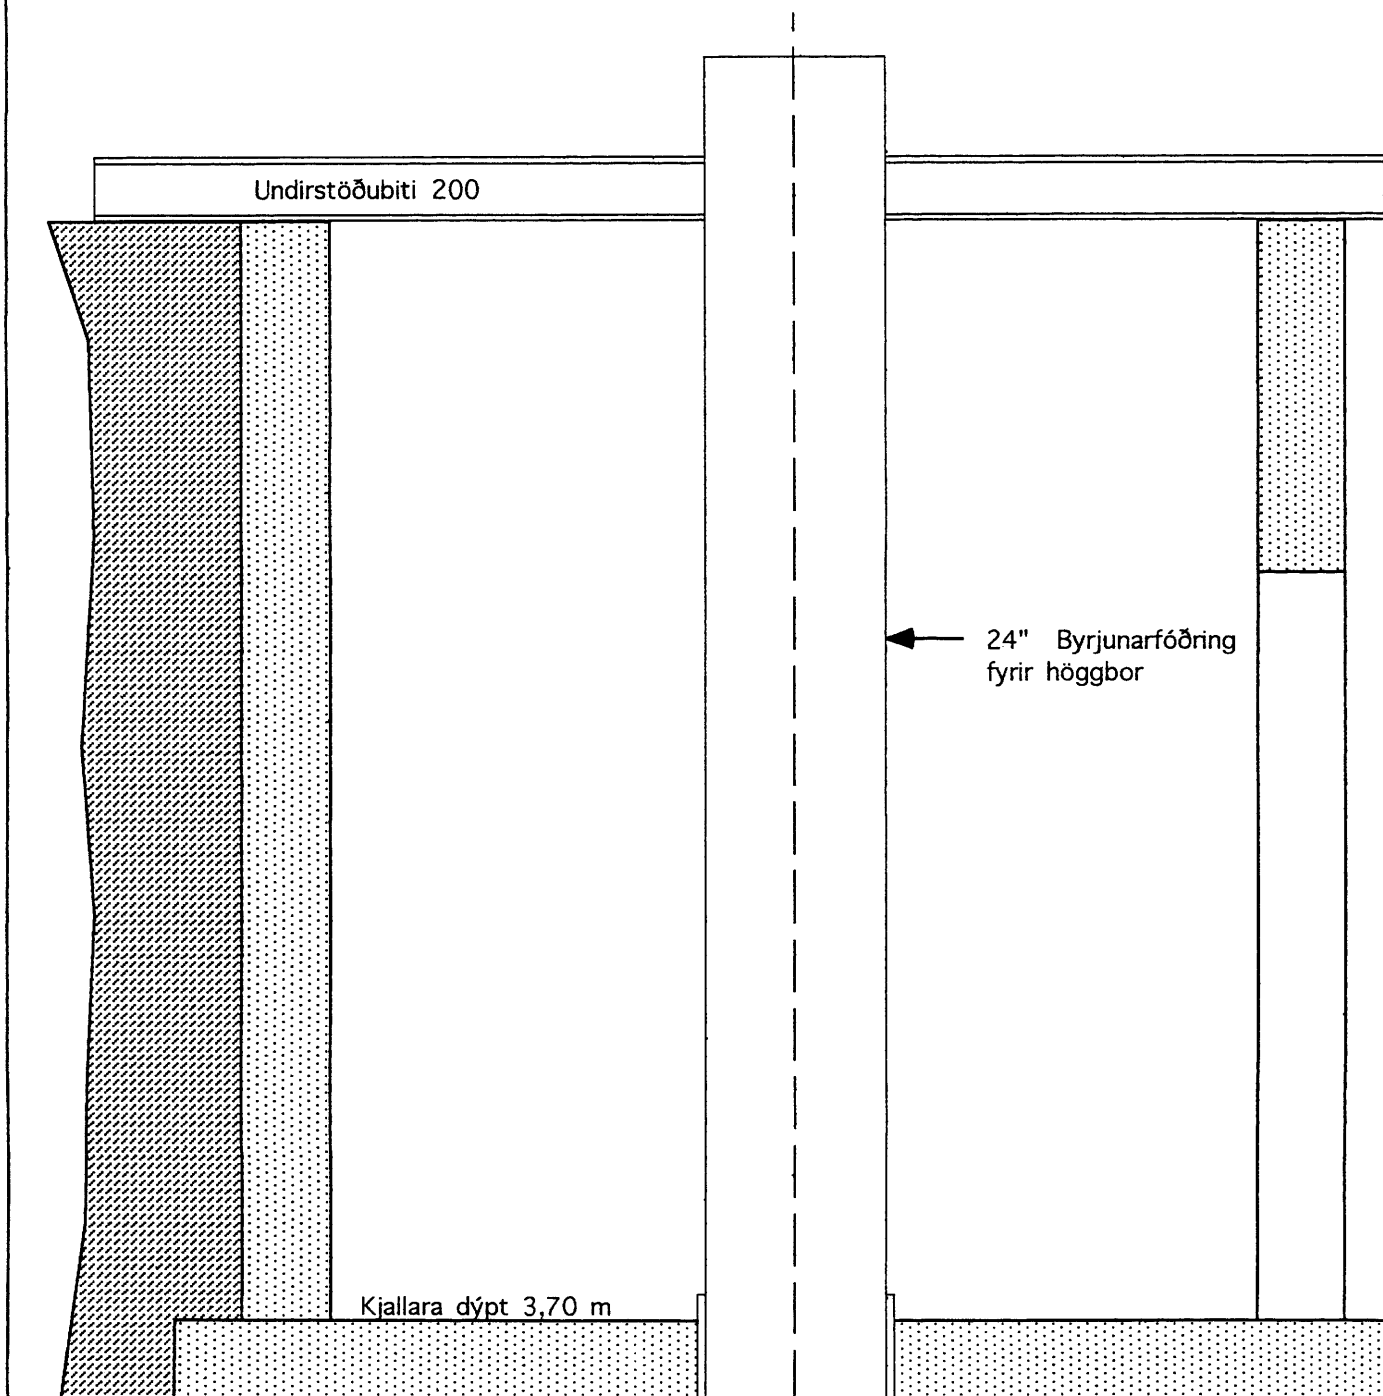 Undirstöðubiti 200
24" Byrjunarfóðring
fyrir höggbor
Kjallara dýpt 3,70 m